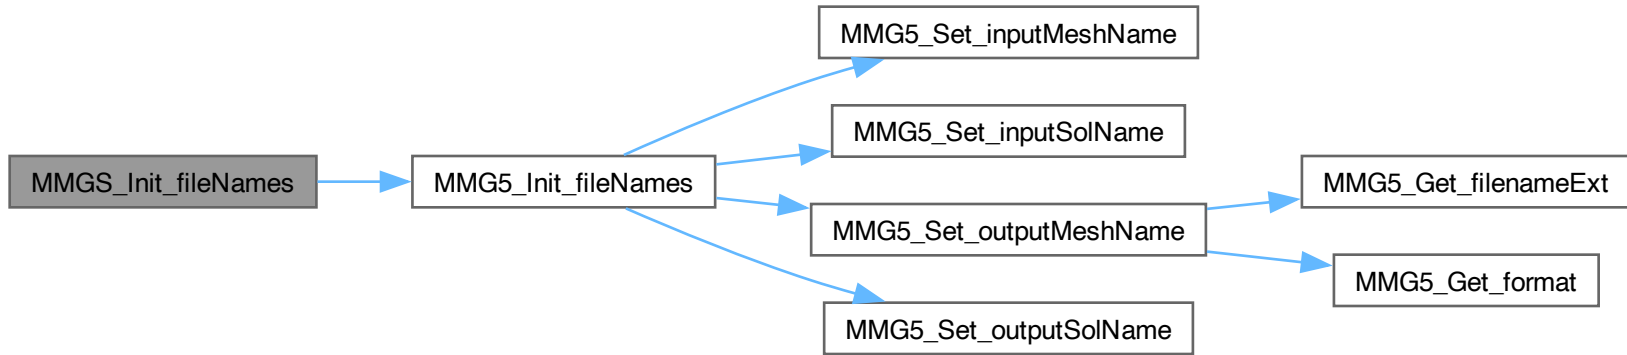 MMGS_Init_fileNames
MMG5_Init_fileNames
MMG5_Set_inputMeshName
MMG5_Set_inputSolName
MMG5_Set_outputMeshName
MMG5_Set_outputSolName
MMG5_Get_filenameExt
MMG5_Get_format